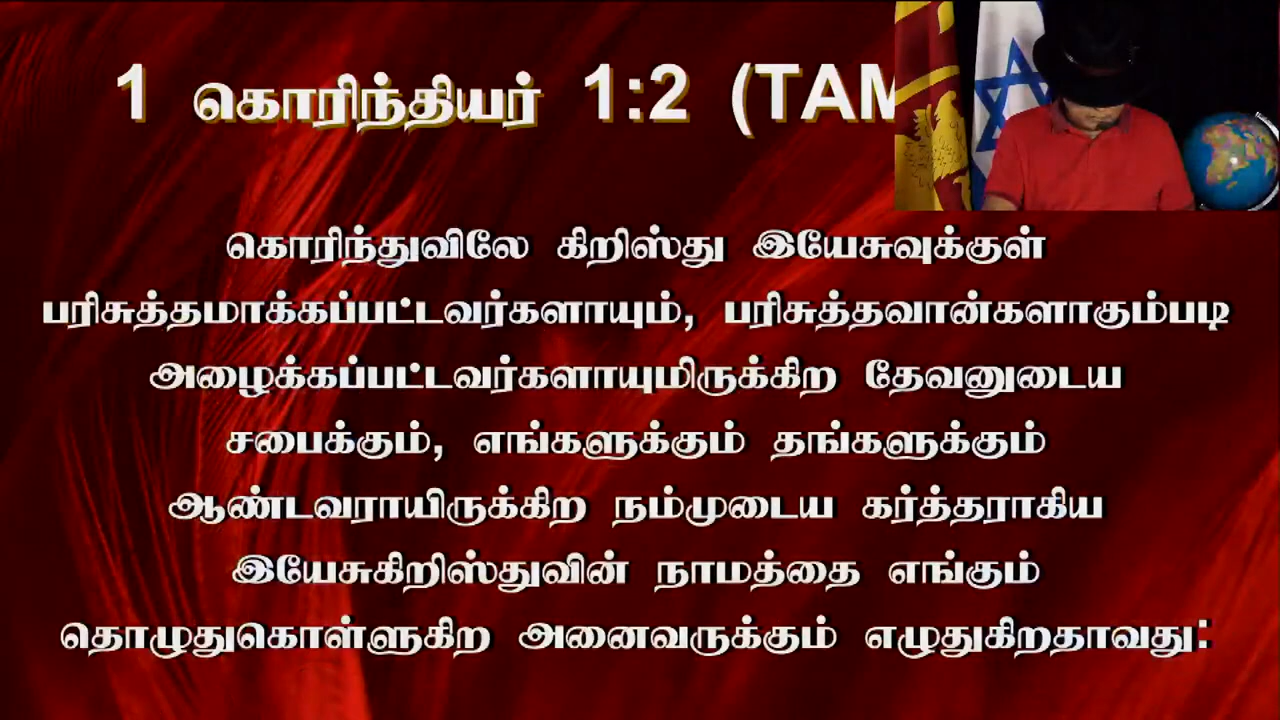 1 கொரிந்தியர் 1:2 (TAM
கொரிந்துவிலே கிறிஸ்து இயேசுவுக்குள்
பரிசுத்தமாக்கப்பட்டவர்களாயும், பரிசுத்தவான்களாகும்படி
அழைக்கப்பட்டவர்களாயுமிருக்கிற தேவனுடைய
சபைக்கும், எங்களுக்கும் தங்களுக்கும்
ஆண்டவராயிருக்கிற நம்முடைய கர்த்தராகிய
இயேசுகிறிஸ்துவின் நாமத்தை எங்கும்
தொழுதுகொள்ளுகிற அனைவருக்கும் எழுதுகிறதாவது: